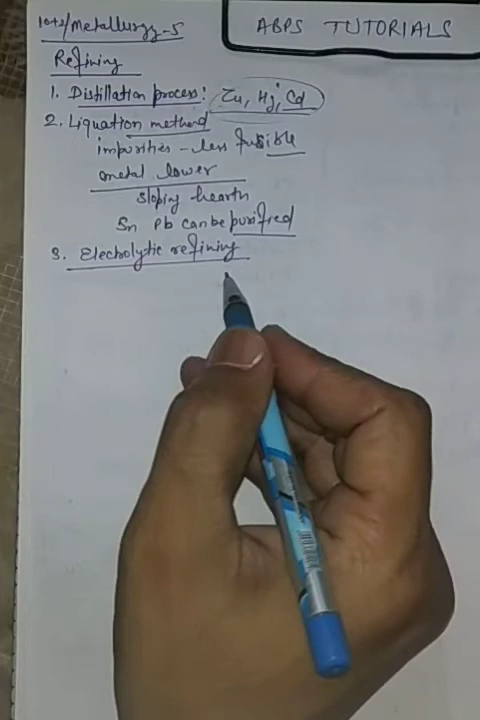 10+2/Metallurgy-5
ABPS TUTORIALS
Refining
1. Distillation process: Zn, Hg, Cd
2. Liquation method
impurities - less fusible
metal lower
sloping hearth
Sn Pb can be purified
3. Electrolytic refining